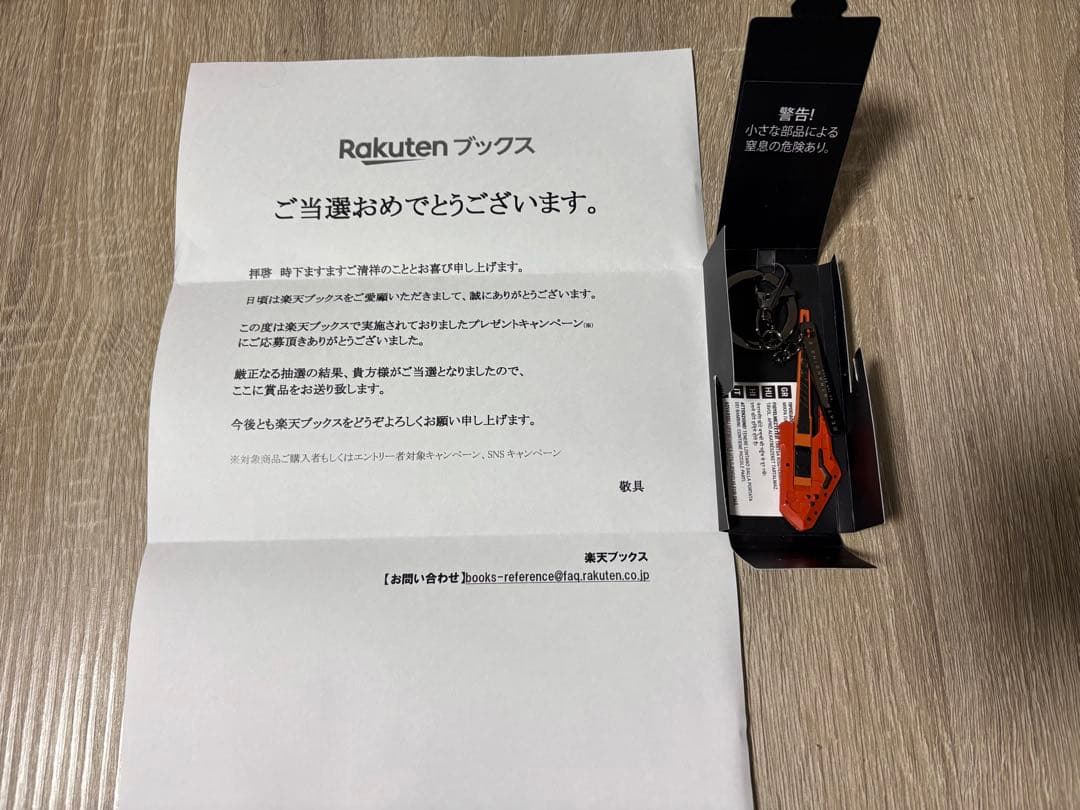 Rakuten ブックス
ご当選おめでとうございます。
拝啓 時下ますますご清祥のこととお喜び申し上げます。
日頃は楽天ブックスをご愛顧いただきまして、誠にありがとうございます。
この度は楽天ブックスで実施されておりましたプレゼントキャンペーン(※)
にご応募頂きありがとうございました。
厳正なる抽選の結果、貴方様がご当選となりましたので、
ここに賞品をお送り致します。
今後とも楽天ブックスをどうぞよろしくお願い申し上げます。
※対象商品ご購入者もしくはエントリー者対象キャンペーン、SNSキャンペーン
敬具
楽天ブックス
【お問い合わせ】books-reference@faq.rakuten.co.jp
警告!
小さな部品による
窒息の危険あり。
GR
HU
IT